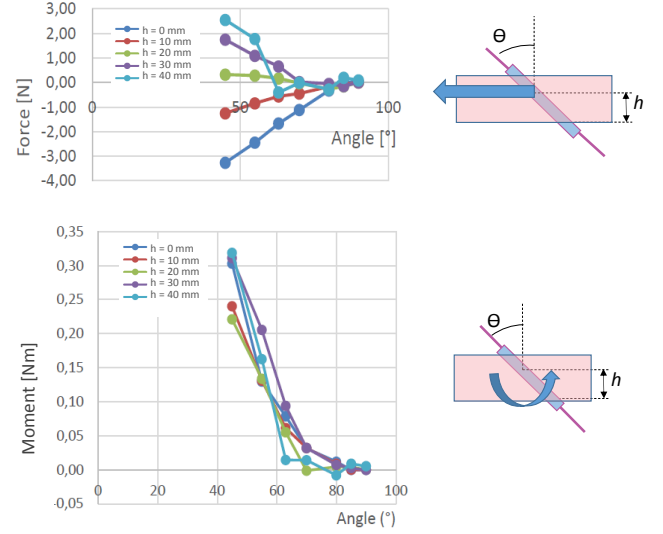 3,00
2,00
1,00
0,00
-1,00
-2,00
-3,00
-4,00
Force [N]
h = 0 mm
h = 10 mm
h = 20 mm
h = 30 mm
h = 40 mm
0
50
100
Angle [°]
Θ
h
0,35
0,30
0,25
0,20
0,15
0,10
0,05
0,00
-0,05
Moment [Nm]
h = 0 mm
h = 10 mm
h = 20 mm
h = 30 mm
h = 40 mm
0 20 40 60 80 100
Angle (°)
Θ
h